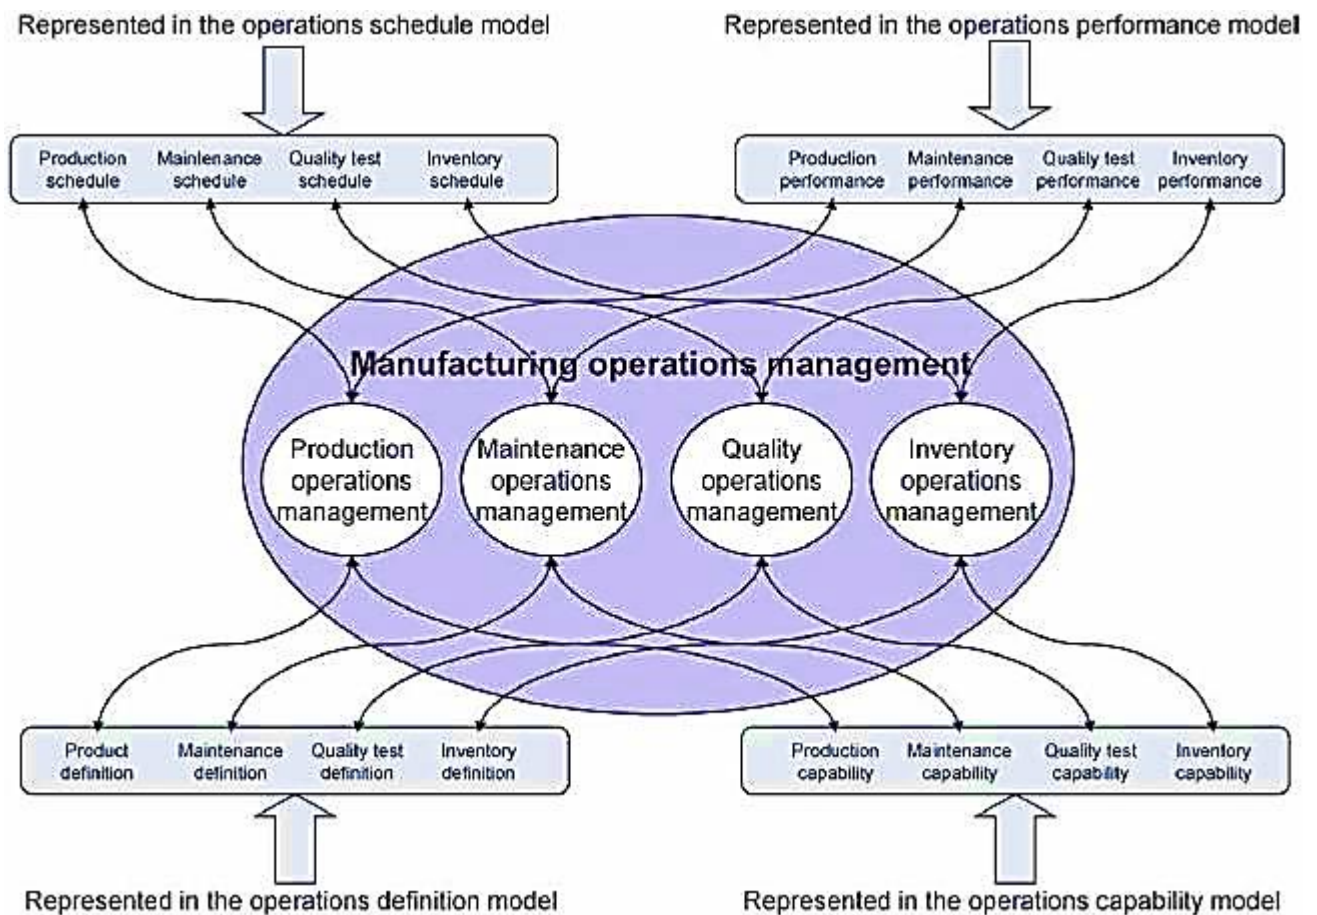 Represented in the operations schedule model
Represented in the operations performance model
Production schedule
Maintenance schedule
Quality test schedule
Inventory schedule
Production performance
Maintenance performance
Quality test performance
Inventory performance
Manufacturing operations management
Production
operations
management
Maintenance
operations
management
Quality
operations
management
Inventory
operations
management
Product definition
Maintenance definition
Quality test definition
Inventory definition
Production capability
Maintenance capability
Quality test capability
Inventory capability
Represented in the operations definition model
Represented in the operations capability model